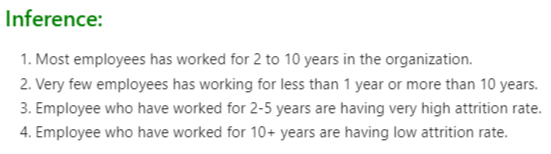 Inference:
1. Most employees has worked for 2 to 10 years in the organization.
2. Very few employees has working for less than 1 year or more than 10 years.
3. Employee who have worked for 2-5 years are having very high attrition rate.
4. Employee who have worked for 10+ years are having low attrition rate.